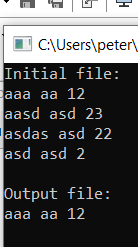 C:\Users\peter\
Initial file:
aaa aa 12
aasd asd 23
asdas asd 22
asd asd 2
Output file:
aaa aa 12